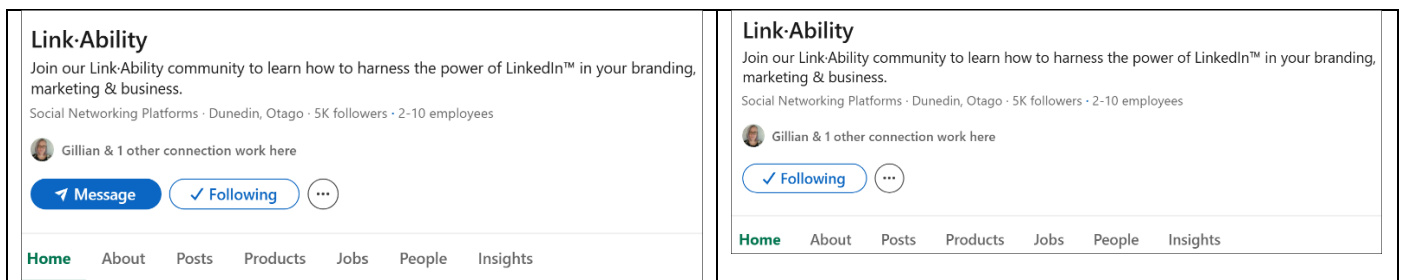 Link·Ability
Join our Link·Ability community to learn how to harness the power of LinkedIn™ in your branding,
marketing & business.
Social Networking Platforms · Dunedin, Otago · 5K followers · 2-10 employees
Gillian & 1 other connection work here
Message ✓ Following ···
Home About Posts Products Jobs People Insights
Link·Ability
Join our Link·Ability community to learn how to harness the power of LinkedIn™ in your branding,
marketing & business.
Social Networking Platforms · Dunedin, Otago · 5K followers · 2-10 employees
Gillian & 1 other connection work here
✓ Following ···
Home About Posts Products Jobs People Insights